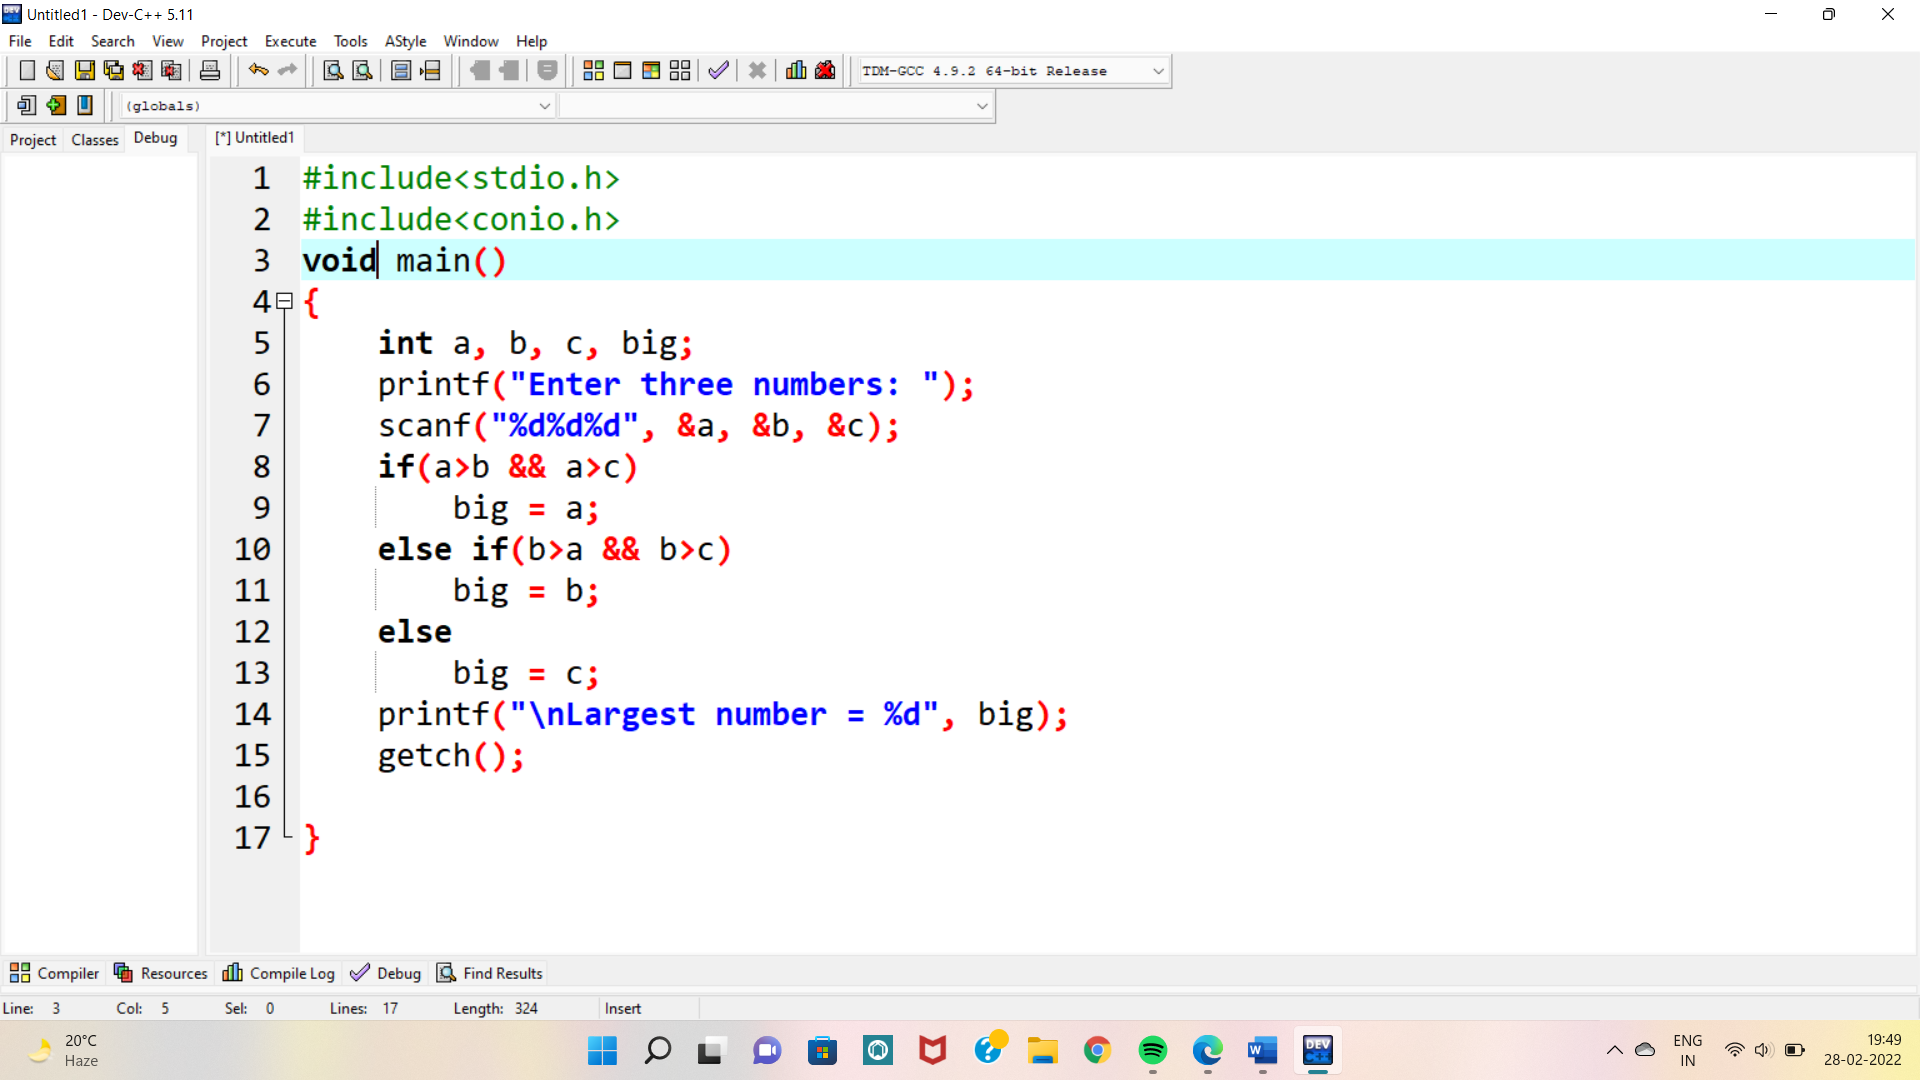 Untitled1 - Dev-C++ 5.11
File Edit Search View Project Execute Tools AStyle Window Help
TDM-GCC 4.9.2 64-bit Release
(globals)
Project Classes Debug [*] Untitled1
1 #include<stdio.h>
2 #include<conio.h>
3 void main()
4 {
5 int a, b, c, big;
6 printf("Enter three numbers: ");
7 scanf("%d%d%d", &a, &b, &c);
8 if(a>b && a>c)
9 big = a;
10 else if(b>a && b>c)
11 big = b;
12 else
13 big = c;
14 printf("\nLargest number = %d", big);
15 getch();
16
17 }
Compiler Resources Compile Log Debug Find Results
Line: 3 Col: 5 Sel: 0 Lines: 17 Length: 324 Insert
20°C
Haze
W
DEV
C++
ENG
IN
19:49
28-02-2022